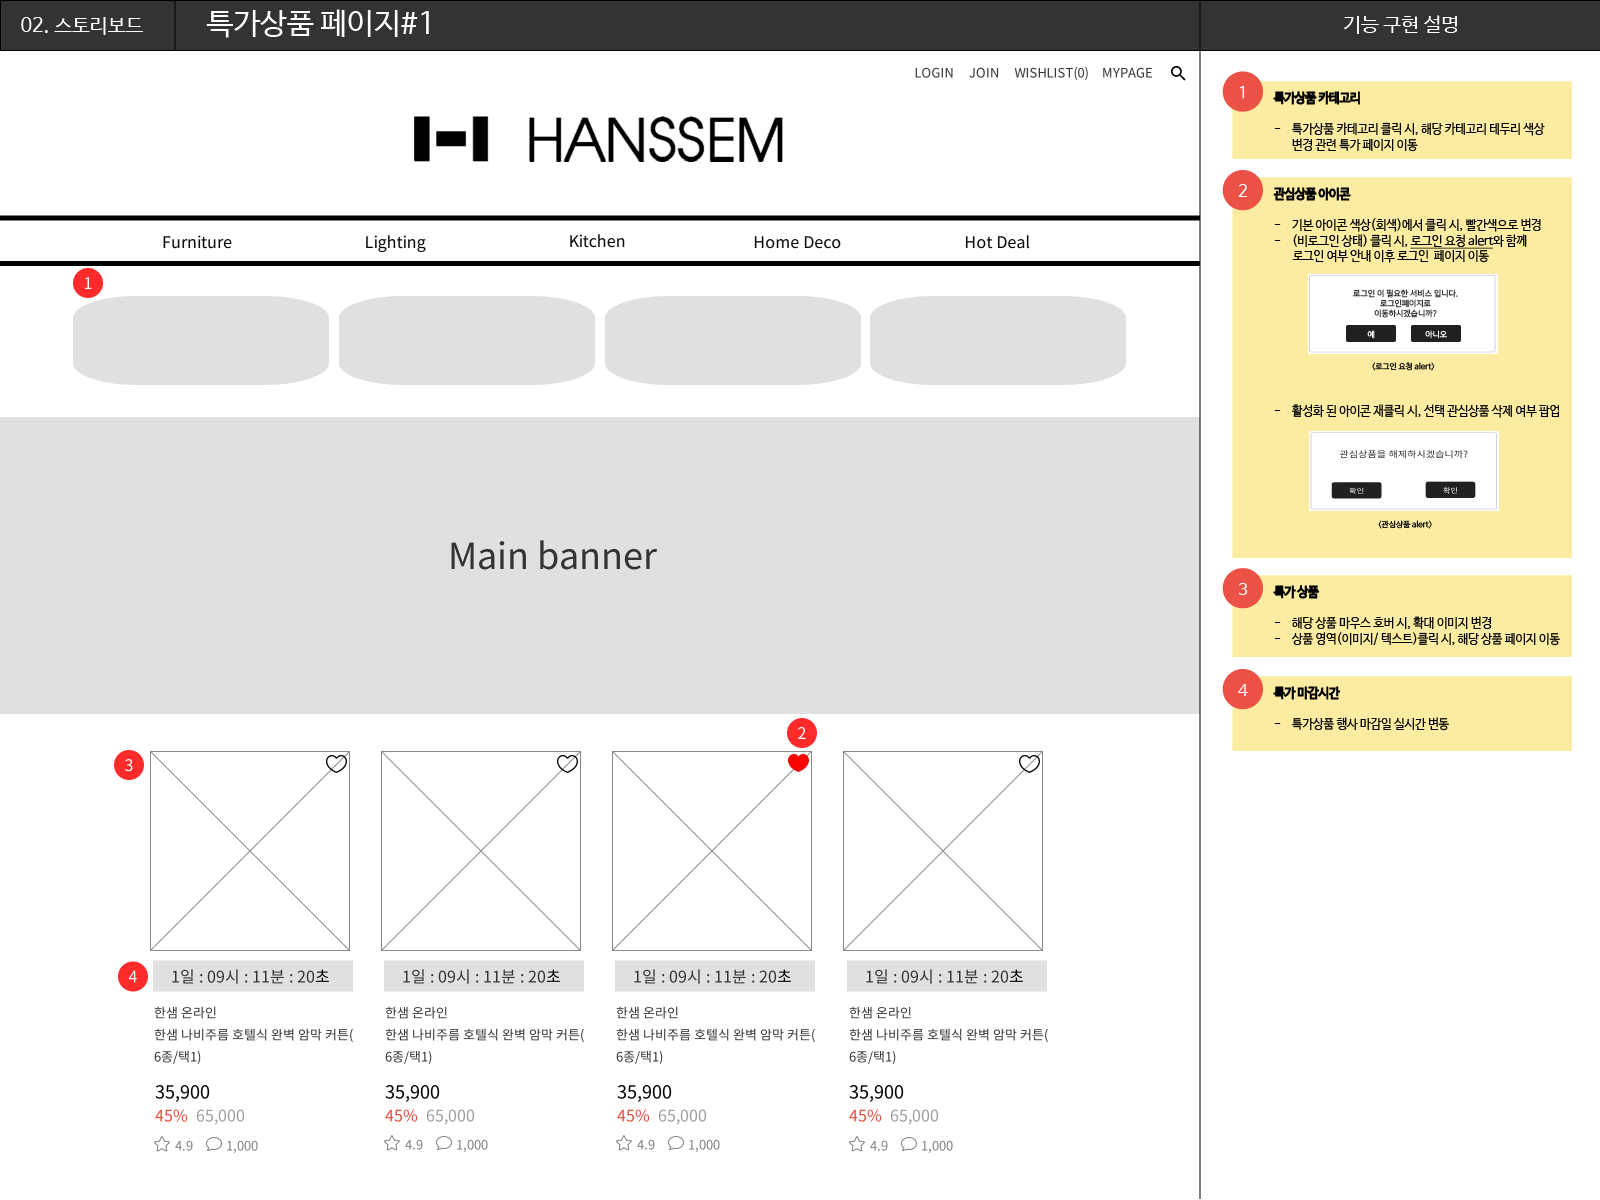 02. 스토리보드
특가상품 페이지#1
기능 구현 설명
LOGIN JOIN WISHLIST(0) MYPAGE
HANSSEM
Furniture Lighting Kitchen Home Deco Hot Deal
1
Main banner
2
3
4
1일 : 09시 : 11분 : 20초
한샘 온라인
한샘 나비주름 호텔식 완벽 암막 커튼(
6종/택1)
35,900
45% 65,000
4.9 1,000
1일 : 09시 : 11분 : 20초
한샘 온라인
한샘 나비주름 호텔식 완벽 암막 커튼(
6종/택1)
35,900
45% 65,000
4.9 1,000
1일 : 09시 : 11분 : 20초
한샘 온라인
한샘 나비주름 호텔식 완벽 암막 커튼(
6종/택1)
35,900
45% 65,000
4.9 1,000
1일 : 09시 : 11분 : 20초
한샘 온라인
한샘 나비주름 호텔식 완벽 암막 커튼(
6종/택1)
35,900
45% 65,000
4.9 1,000
1
특가상품 카테고리
- 특가상품 카테고리 클릭 시, 해당 카테고리 테두리 색상
변경 관련 특가 페이지 이동
2
관심상품 아이콘
- 기본 아이콘 색상(회색)에서 클릭 시, 빨간색으로 변경
- (비로그인 상태) 클릭 시, 로그인 요청 alert와 함께
로그인 여부 안내 이후 로그인 페이지 이동
로그인 이 필요한 서비스 입니다.
로그인페이지로
이동하시겠습니까?
예 아니오
<로그인 요청 alert>
- 활성화 된 아이콘 재클릭 시, 선택 관심상품 삭제 여부 팝업
관심상품을 해제하시겠습니까?
확인 확인
<관심상품 alert>
3
특가 상품
- 해당 상품 마우스 호버 시, 확대 이미지 변경
- 상품 영역(이미지/ 텍스트)클릭 시, 해당 상품 페이지 이동
4
특가 마감시간
- 특가상품 행사 마감일 실시간 변동